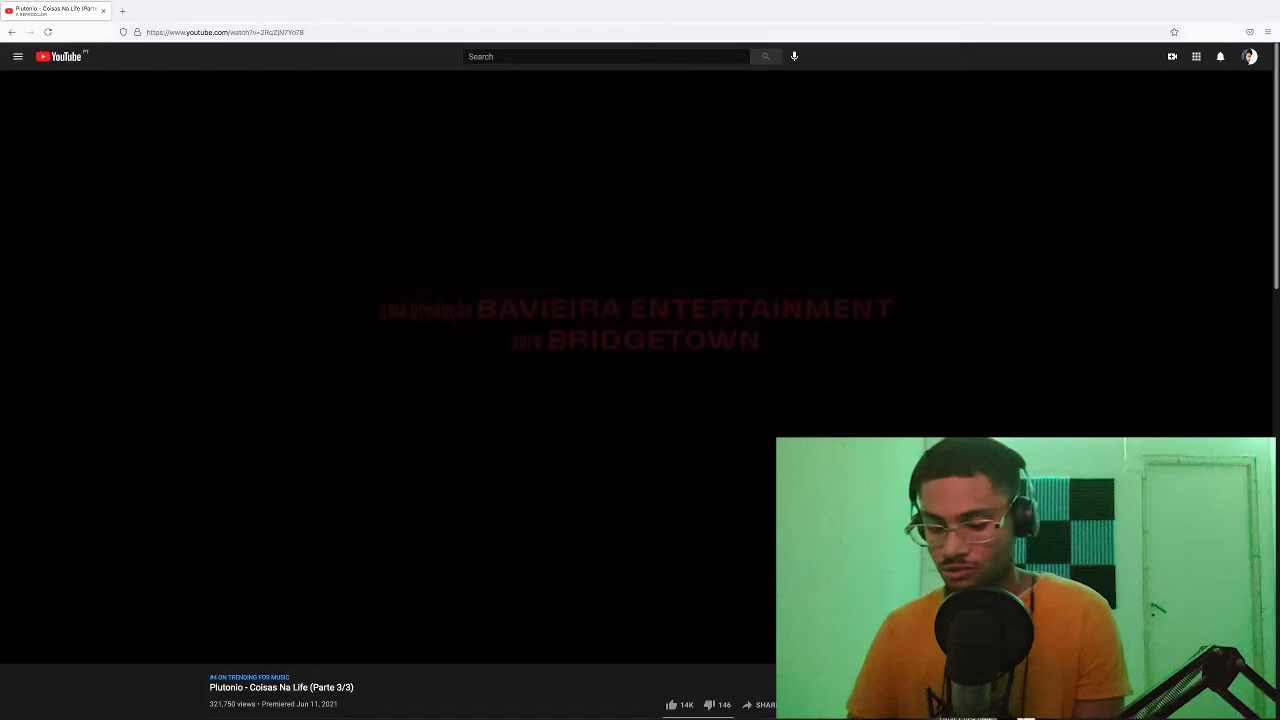 Plutonio - Coisas Na Life (Parte
A REPRODUZIR
https://www.youtube.com/watch?v=2RqZjN7Yo78
YouTube PT
Search
uma produção BAVIEIRA ENTERTAINMENT
para BRIDGETOWN
#4 ON TRENDING FOR MUSIC
Plutonio - Coisas Na Life (Parte 3/3)
321,750 views • Premiered Jun 11, 2021
14K
146
SHAR